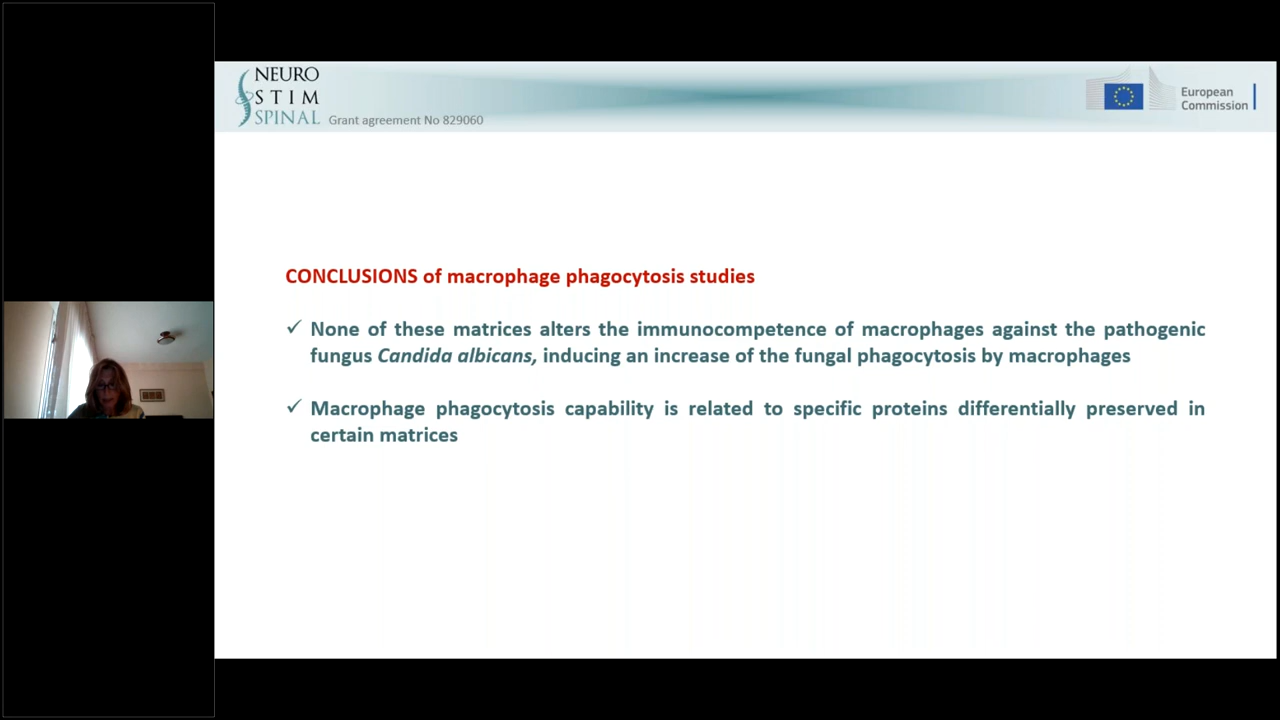 NEURO
STIM
SPINAL
Grant agreement No 829060
European
Commission
CONCLUSIONS of macrophage phagocytosis studies
✓ None of these matrices alters the immunocompetence of macrophages against the pathogenic
fungus Candida albicans, inducing an increase of the fungal phagocytosis by macrophages
✓ Macrophage phagocytosis capability is related to specific proteins differentially preserved in
certain matrices